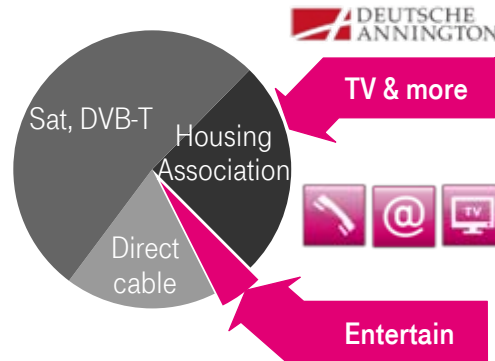 DEUTSCHE
ANNINGTON
TV & more
Sat, DVB-T
Housing
Association
@
TV
Direct
cable
Entertain